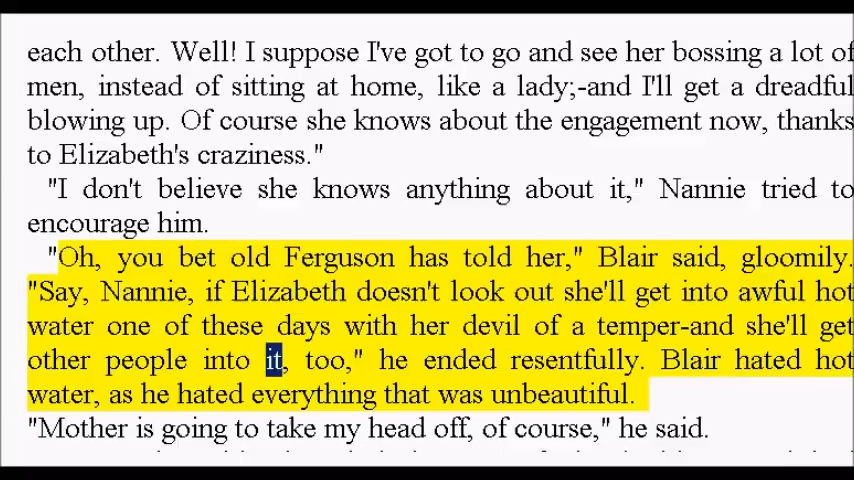 each other. Well! I suppose I've got to go and see her bossing a lot of
men, instead of sitting at home, like a lady;-and I'll get a dreadful
blowing up. Of course she knows about the engagement now, thanks
to Elizabeth's craziness."
"I don't believe she knows anything about it," Nannie tried to
encourage him.
"Oh, you bet old Ferguson has told her," Blair said, gloomily.
"Say, Nannie, if Elizabeth doesn't look out she'll get into awful hot
water one of these days with her devil of a temper-and she'll get
other people into it, too," he ended resentfully. Blair hated hot
water, as he hated everything that was unbeautiful.
"Mother is going to take my head off, of course," he said.